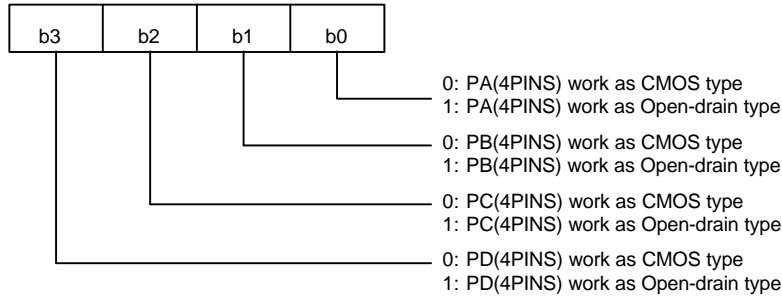 b3 b2 b1 b0
0: PA(4PINS) work as CMOS type
1: PA(4PINS) work as Open-drain type
0: PB(4PINS) work as CMOS type
1: PB(4PINS) work as Open-drain type
0: PC(4PINS) work as CMOS type
1: PC(4PINS) work as Open-drain type
0: PD(4PINS) work as CMOS type
1: PD(4PINS) work as Open-drain type